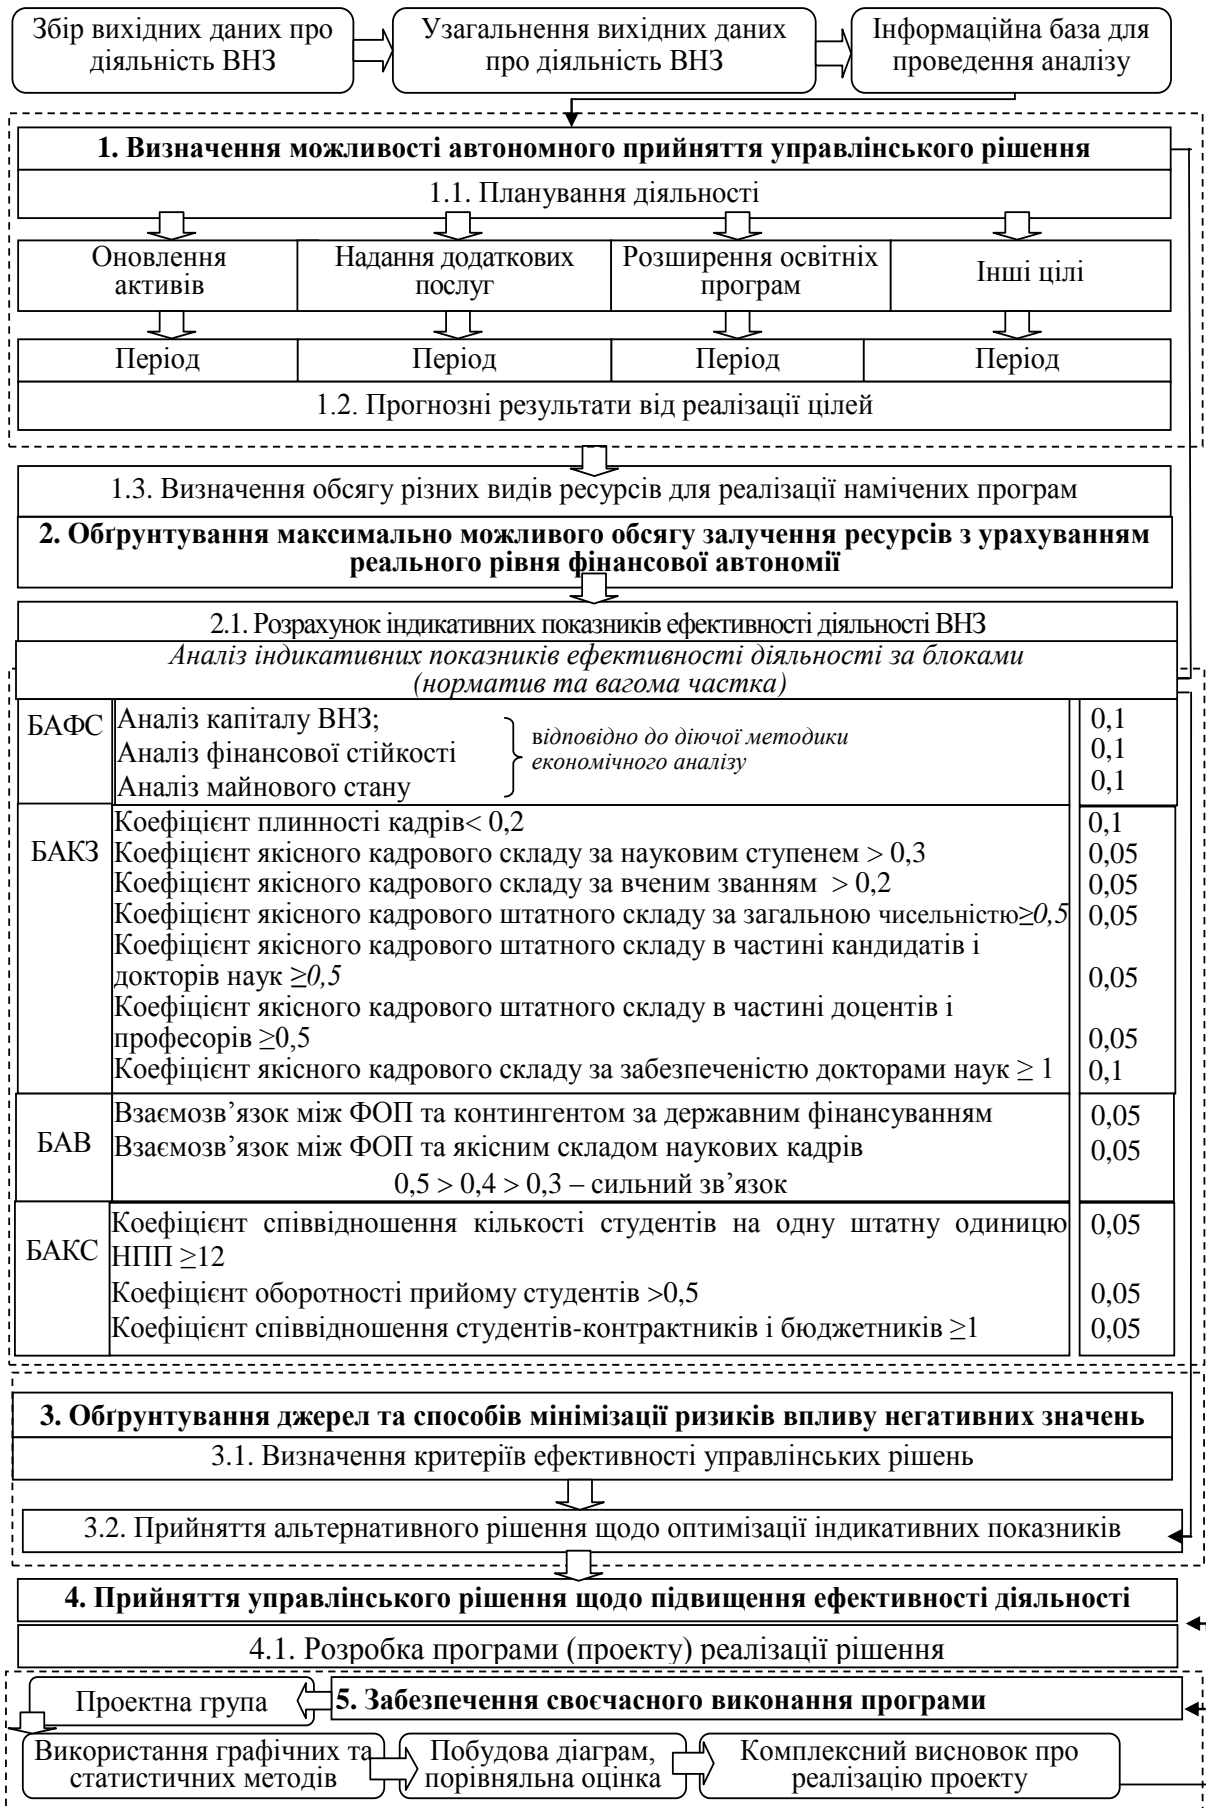 Збір вихідних даних про
діяльність ВНЗ
Узагальнення вихідних даних
про діяльність ВНЗ
Інформаційна база для
проведення аналізу
1. Визначення можливості автономного прийняття управлінського рішення
1.1. Планування діяльності
Оновлення
активів
Надання додаткових
послуг
Розширення освітніх
програм
Інші цілі
Період
Період
Період
Період
1.2. Прогнозні результати від реалізації цілей
1.3. Визначення обсягу різних видів ресурсів для реалізації намічених програм
2. Обґрунтування максимально можливого обсягу залучення ресурсів з урахуванням
реального рівня фінансової автономії
2.1. Розрахунок індикативних показників ефективності діяльності ВНЗ
Аналіз індикативних показників ефективності діяльності за блоками
(норматив та вагома частка)
БАФС
Аналіз капіталу ВНЗ;
Аналіз фінансової стійкості
Аналіз майнового стану
відповідно до діючої методики
економічного аналізу
0,1
0,1
0,1
БАКЗ
Коефіцієнт плинності кадрів< 0,2 0,1
Коефіцієнт якісного кадрового складу за науковим ступенем > 0,3 0,05
Коефіцієнт якісного кадрового складу за вченим званням > 0,2 0,05
Коефіцієнт якісного кадрового штатного складу за загальною чисельністю≥0,5 0,05
Коефіцієнт якісного кадрового штатного складу в частині кандидатів і
докторів наук ≥0,5 0,05
Коефіцієнт якісного кадрового штатного складу в частині доцентів і
професорів ≥0,5 0,05
Коефіцієнт якісного кадрового складу за забезпеченістю докторами наук ≥ 1 0,1
БАВ
Взаємозв’язок між ФОП та контингентом за державним фінансуванням 0,05
Взаємозв’язок між ФОП та якісним складом наукових кадрів 0,05
0,5 > 0,4 > 0,3 – сильний зв’язок
БАКС
Коефіцієнт співвідношення кількості студентів на одну штатну одиницю 0,05
НПП ≥12
Коефіцієнт оборотності прийому студентів >0,5 0,05
Коефіцієнт співвідношення студентів-контрактників і бюджетників ≥1 0,05
3. Обґрунтування джерел та способів мінімізації ризиків впливу негативних значень
3.1. Визначення критеріїв ефективності управлінських рішень
3.2. Прийняття альтернативного рішення щодо оптимізації індикативних показників
4. Прийняття управлінського рішення щодо підвищення ефективності діяльності
4.1. Розробка програми (проекту) реалізації рішення
Проектна група
5. Забезпечення своєчасного виконання програми
Використання графічних та
статистичних методів
Побудова діаграм,
порівняльна оцінка
Комплексний висновок про
реалізацію проекту